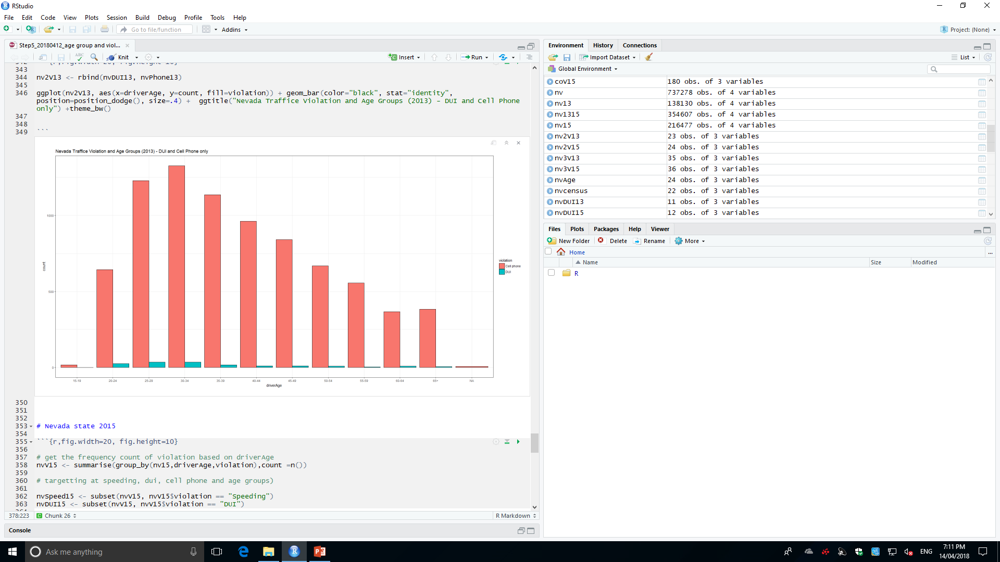 RStudio
File Edit Code View Plots Session Build Debug Profile Tools Help
Go to file/function Addins Project: (None)
Step5_20180412_age group and viol...
ABC Knit Insert Run
343
344 nv2V13 <- rbind(nvDUI13, nvPhone13)
345
346 ggplot(nv2V13, aes(x=driverAge, y=count, fill=violation)) + geom_bar(color="black", stat="identity",
position=position_dodge(), size=.4) + ggtitle("Nevada Traffice Violation and Age Groups (2013) - DUI and Cell Phone
only") +theme_bw()
347
348
349 ```
Nevada Traffice Violation and Age Groups (2013) - DUI and Cell Phone only
1000
500
0
count
15-19 20-24 25-29 30-34 35-39 40-44 45-49 50-54 55-59 60-64 65+ NA
driverAge
violation
Cell phone
DUI
350
351
352
353 # Nevada state 2015
354
355 ```{r,fig.width=20, fig.height=10}
356
357 # get the frequency count of violation based on driverAge
358 nvV15 <- summarise(group_by(nv15,driverAge,violation),count =n())
359
360 # targetting at speeding, dui, cell phone and age groups)
361
362 nvSpeed15 <- subset(nvV15, nvV15$violation == "Speeding")
363 nvDUI15 <- subset(nvV15, nvV15$violation == "DUI")
378:223 Chunk 26 R Markdown
Console
Environment History Connections
Import Dataset List
Global Environment
coV15 180 obs. of 3 variables
nv 737278 obs. of 4 variables
nv13 138130 obs. of 4 variables
nv1315 354607 obs. of 4 variables
nv15 216477 obs. of 4 variables
nv2V13 23 obs. of 3 variables
nv2V15 24 obs. of 3 variables
nv3V13 35 obs. of 3 variables
nv3V15 36 obs. of 3 variables
nvAge 24 obs. of 3 variables
nvcensus 22 obs. of 3 variables
nvDUI13 11 obs. of 3 variables
nvDUI15 12 obs. of 3 variables
Files Plots Packages Help Viewer
New Folder Delete Rename More
Home ...
Name Size Modified
R
Ask me anything
ENG
7:11 PM
14/04/2018